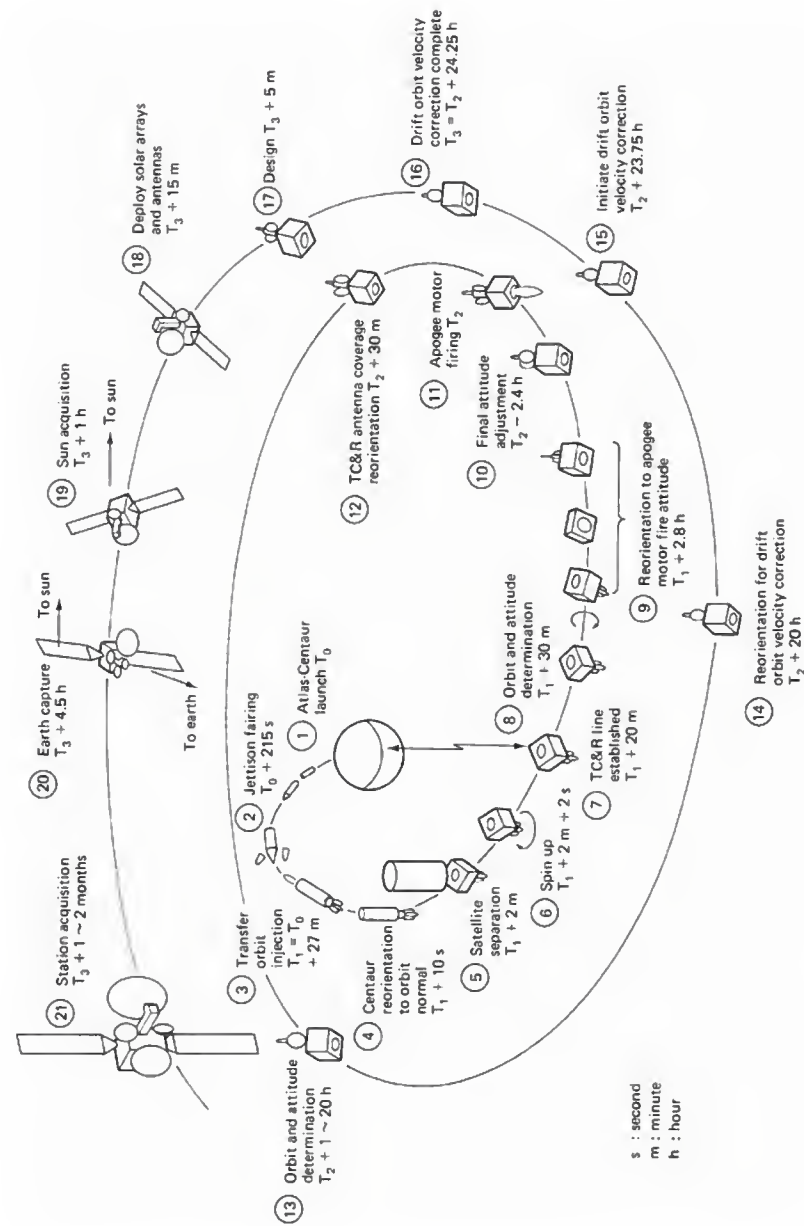 1 Atlas-Centaur
launch T0
2 Jettison fairing
T0 + 215 s
3 Transfer
orbit
injection
T1 = T0
+ 27 m
4 Centaur
reorientation
to orbit
normal
T1 + 10 s
5 Satellite
separation
T1 + 2 m
6 Spin up
T1 + 2 m + 2 s
7 TC&R line
established
T1 + 20 m
8 Orbit and attitude
determination
T1 + 30 m
9 Reorientation to apogee
motor fire attitude
T1 + 2.8 h
10 Final attitude
adjustment
T2 − 2.4 h
11 Apogee motor
firing T2
12 TC&R antenna coverage
reorientation T2 + 30 m
13 Orbit and attitude
determination
T2 + 1 ~ 20 h
14 Reorientation for drift
orbit velocity correction
T2 + 20 h
15 Initiate drift orbit
velocity correction
T2 + 23.75 h
16 Drift orbit velocity
correction complete
T3 = T2 + 24.25 h
17 Design T3 + 5 m
18 Deploy solar arrays
and antennas
T3 + 15 m
19 Sun acquisition
T3 + 1 h
To sun
20 Earth capture
T3 + 4.5 h
To sun
To earth
21 Station acquisition
T3 + 1 ~ 2 months
s : second
m : minute
h : hour